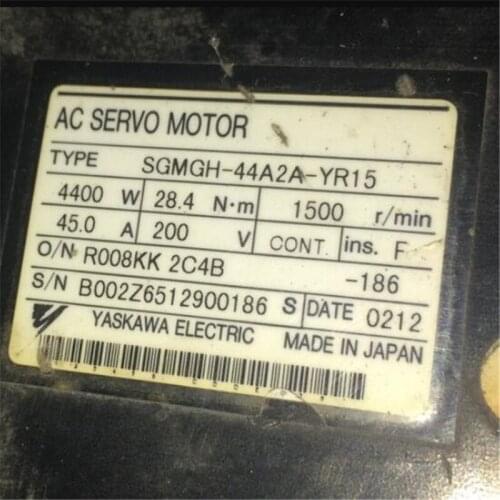 AC SERVO MOTOR
TYPE SGMGH-44A2A-YR15
4400 W 28.4 N·m 1500 r/min
45.0 A 200 V CONT. ins. F
O/N R008KK 2C4B -186
S/N B002Z6512900186 S DATE 0212
YASKAWA ELECTRIC MADE IN JAPAN